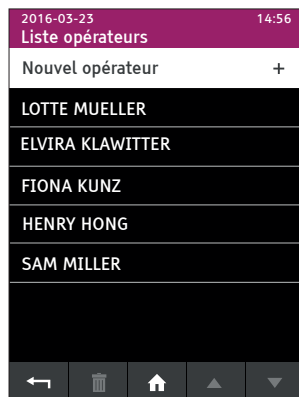 2016-03-23 14:56
Liste opérateurs
Nouvel opérateur +
LOTTE MUELLER
ELVIRA KLAWITTER
FIONA KUNZ
HENRY HONG
SAM MILLER